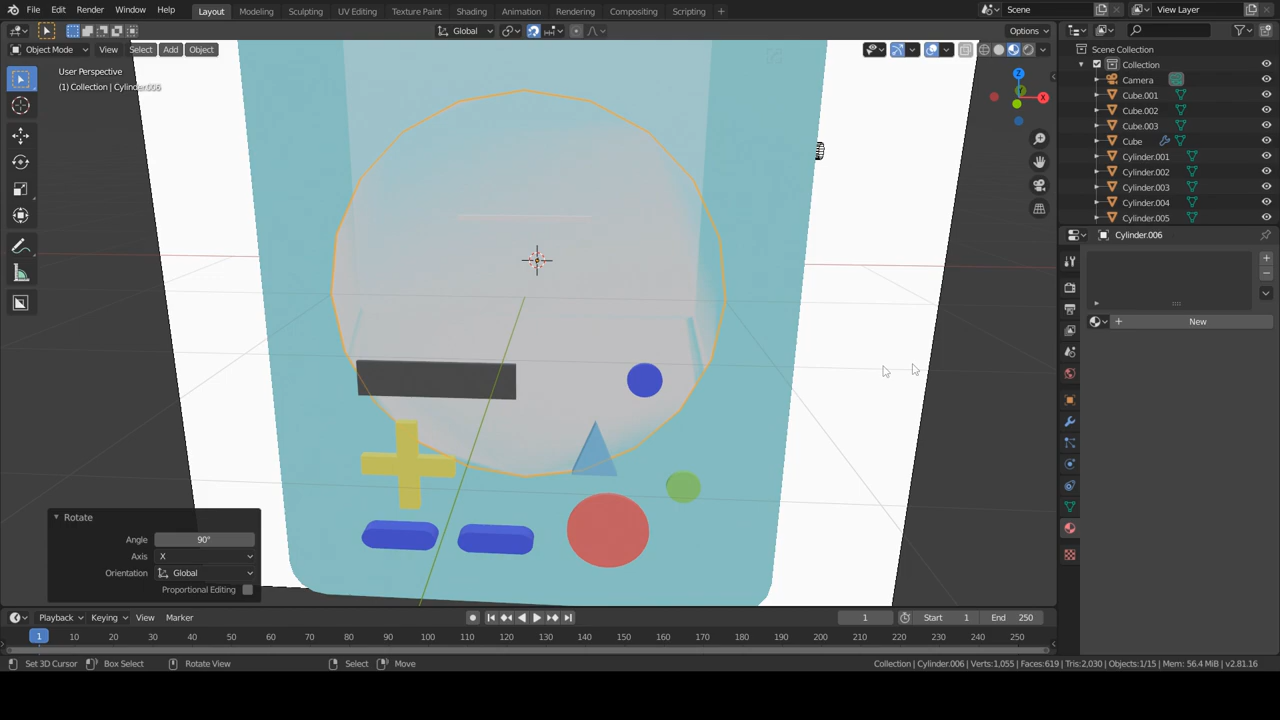 File Edit Render Window Help Layout Modeling Sculpting UV Editing Texture Paint Shading Animation Rendering Compositing Scripting + Scene View Layer
Global Options
Object Mode View Select Add Object
User Perspective
(1) Collection | Cylinder.006
Z
X
Scene Collection
Collection
Camera
Cube.001
Cube.002
Cube.003
Cube
Cylinder.001
Cylinder.002
Cylinder.003
Cylinder.004
Cylinder.005
Cylinder.006
+
−
+ New
Rotate
Angle 90°
Axis X
Orientation Global
Proportional Editing
Playback Keying View Marker 1 Start 1 End 250
1 10 20 30 40 50 60 70 80 90 100 110 120 130 140 150 160 170 180 190 200 210 220 230 240 250
Set 3D Cursor Box Select Rotate View Select Move Collection | Cylinder.006 | Verts:1,055 | Faces:619 | Tris:2,030 | Objects:1/15 | Mem: 56.4 MiB | v2.81.16